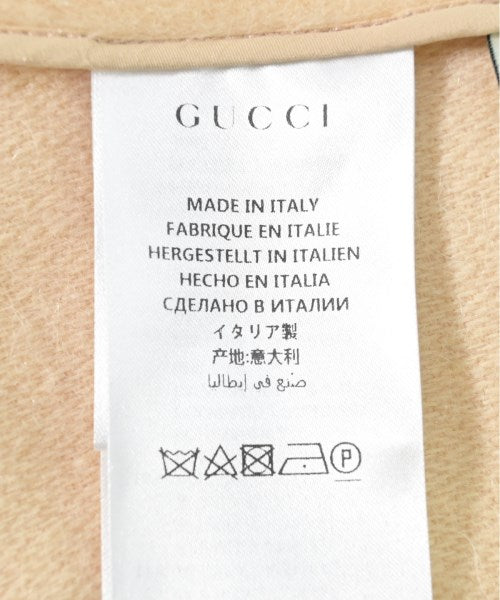 GUCCI
MADE IN ITALY
FABRIQUE EN ITALIE
HERGESTELLT IN ITALIEN
HECHO EN ITALIA
СДЕЛАНО В ИТАЛИИ
イタリア製
产地:意大利
صنع في إيطاليا
P